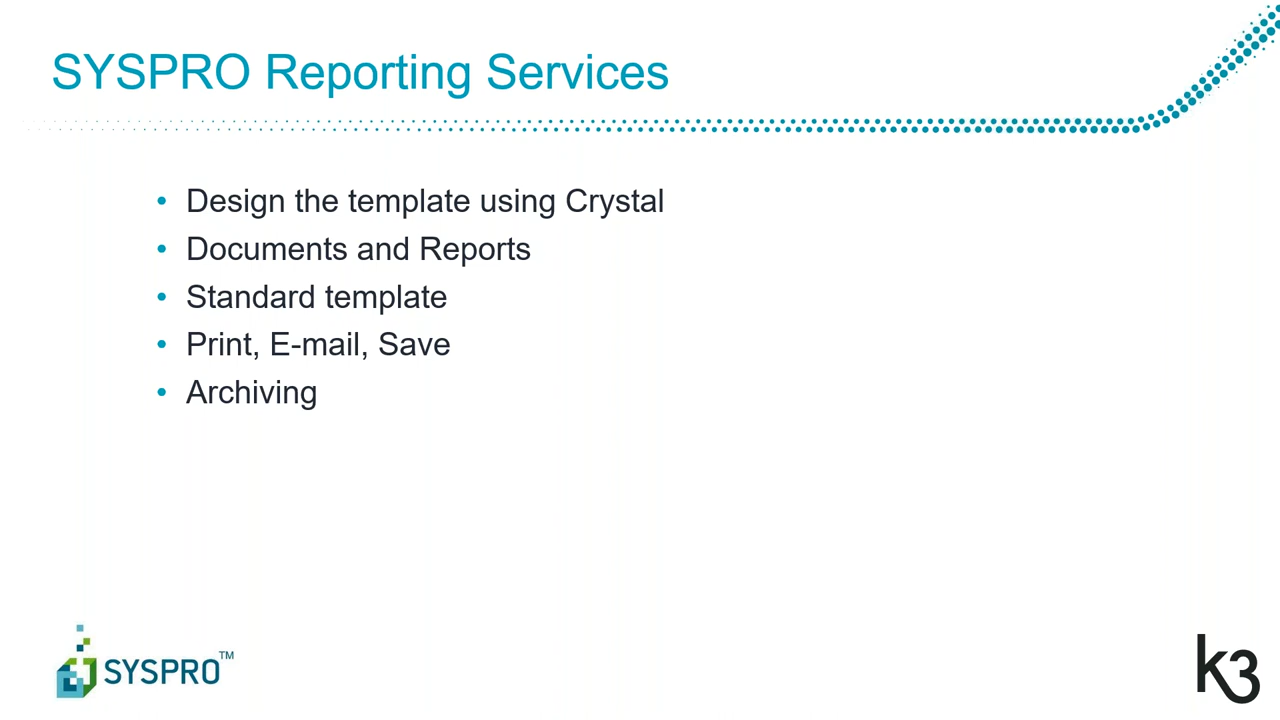 SYSPRO Reporting Services
• Design the template using Crystal
• Documents and Reports
• Standard template
• Print, E-mail, Save
• Archiving
SYSPRO™
k3